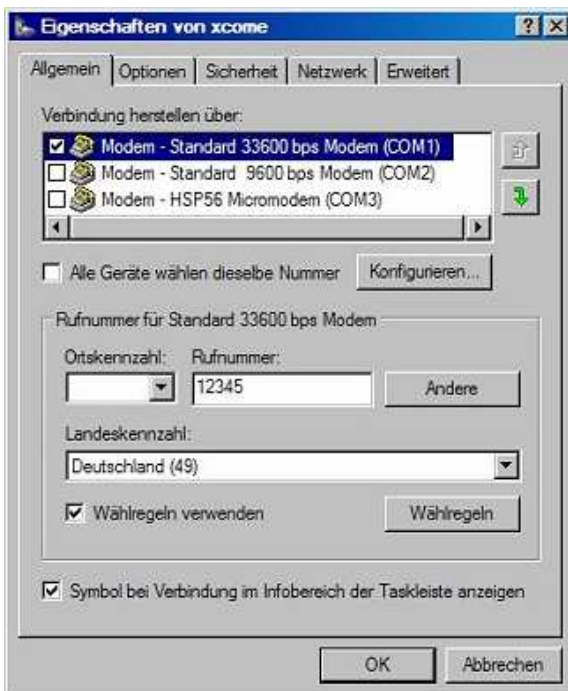 Eigenschaften von xcome
Allgemein Optionen Sicherheit Netzwerk Erweitert
Verbindung herstellen über:
Modem - Standard 33600 bps Modem (COM1)
Modem - Standard 9600 bps Modem (COM2)
Modem - HSP56 Micromodem (COM3)
Alle Geräte wählen dieselbe Nummer Konfigurieren...
Rufnummer für Standard 33600 bps Modem
Ortskennzahl: Rufnummer:
12345 Andere
Landeskennzahl:
Deutschland (49)
Wählregeln verwenden Wählregeln
Symbol bei Verbindung im Infobereich der Taskleiste anzeigen
OK Abbrechen